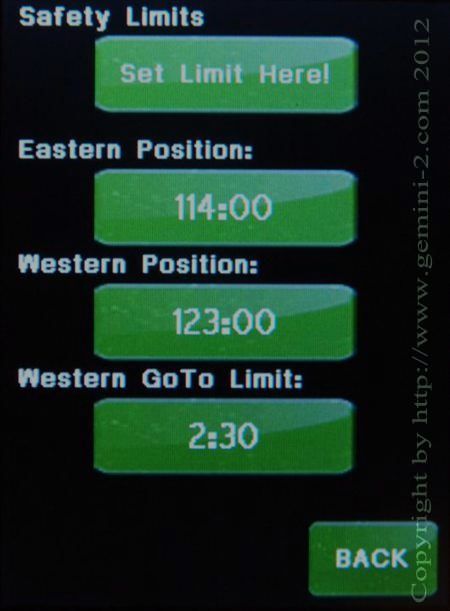 Safety Limits
Set Limit Here!
Eastern Position:
114:00
Western Position:
123:00
Western GoTo Limit:
2:30
BACK
Copyright by http://www.gemini-2.com 2012